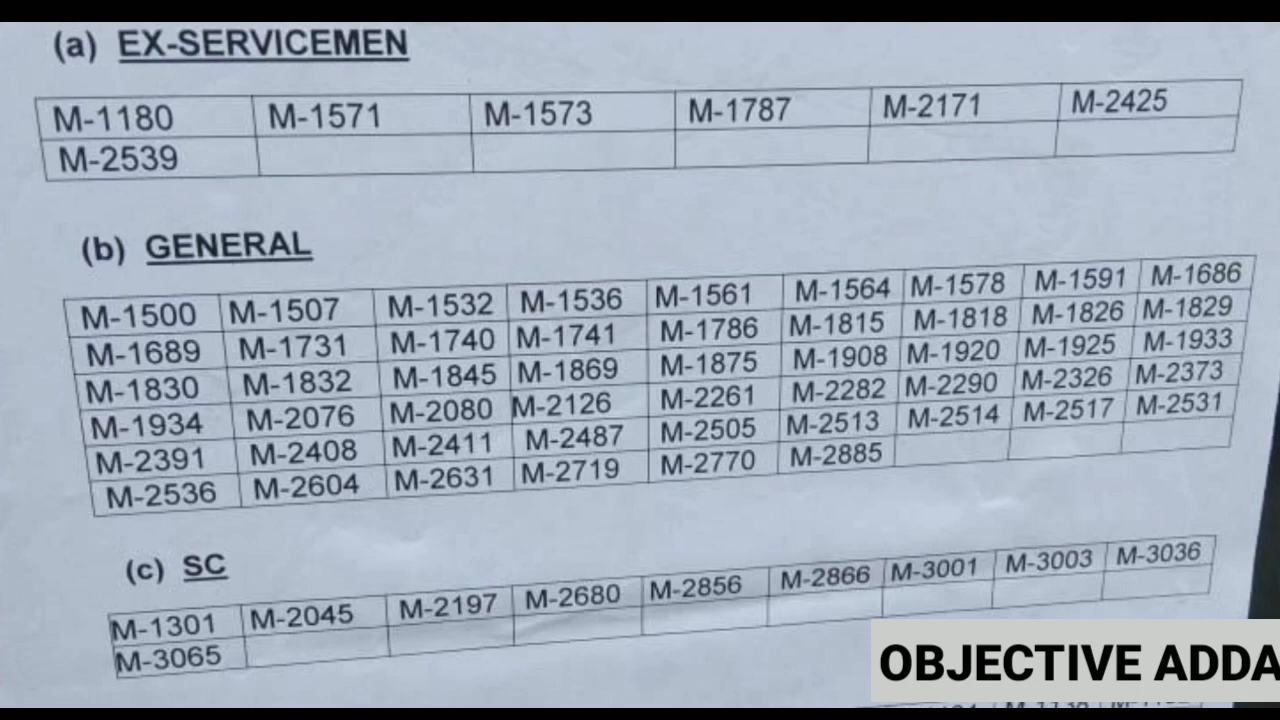 (a) EX-SERVICEMEN
M-1180 M-1571 M-1573 M-1787 M-2171 M-2425
M-2539
(b) GENERAL
M-1500 M-1507 M-1532 M-1536 M-1561 M-1564 M-1578 M-1591 M-1686
M-1689 M-1731 M-1740 M-1741 M-1786 M-1815 M-1818 M-1826 M-1829
M-1830 M-1832 M-1845 M-1869 M-1875 M-1908 M-1920 M-1925 M-1933
M-1934 M-2076 M-2080 M-2126 M-2261 M-2282 M-2290 M-2326 M-2373
M-2391 M-2408 M-2411 M-2487 M-2505 M-2513 M-2514 M-2517 M-2531
M-2536 M-2604 M-2631 M-2719 M-2770 M-2885
(c) SC
M-1301 M-2045 M-2197 M-2680 M-2856 M-2866 M-3001 M-3003 M-3036
M-3065
OBJECTIVE ADDA